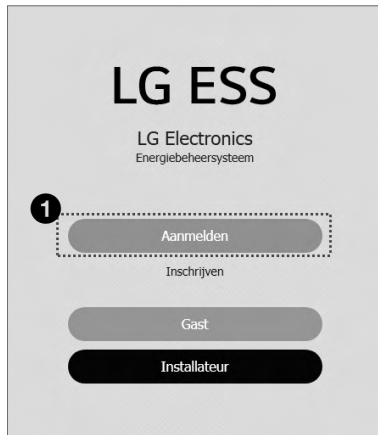 LG ESS
LG Electronics
Energiebeheersysteem
1
Aanmelden
Inschrijven
Gast
Installateur